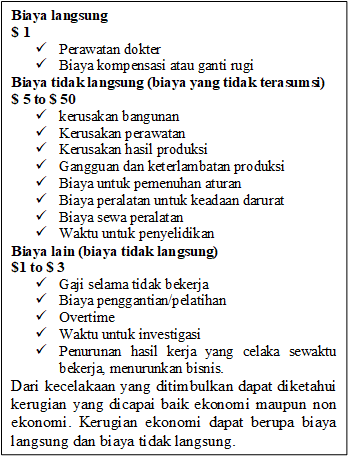 Biaya langsung
$ 1
✓ Perawatan dokter
✓ Biaya kompensasi atau ganti rugi
Biaya tidak langsung (biaya yang tidak terasumsi)
$ 5 to $ 50
✓ kerusakan bangunan
✓ Kerusakan perawatan
✓ Kerusakan hasil produksi
✓ Gangguan dan keterlambatan produksi
✓ Biaya untuk pemenuhan aturan
✓ Biaya peralatan untuk keadaan darurat
✓ Biaya sewa peralatan
✓ Waktu untuk penyelidikan
Biaya lain (biaya tidak langsung)
$1 to $ 3
✓ Gaji selama tidak bekerja
✓ Biaya penggantian/pelatihan
✓ Overtime
✓ Waktu untuk investigasi
✓ Penurunan hasil kerja yang celaka sewaktu
bekerja, menurunkan bisnis.
Dari kecelakaan yang ditimbulkan dapat diketahui
kerugian yang dicapai baik ekonomi maupun non
ekonomi. Kerugian ekonomi dapat berupa biaya
langsung dan biaya tidak langsung.